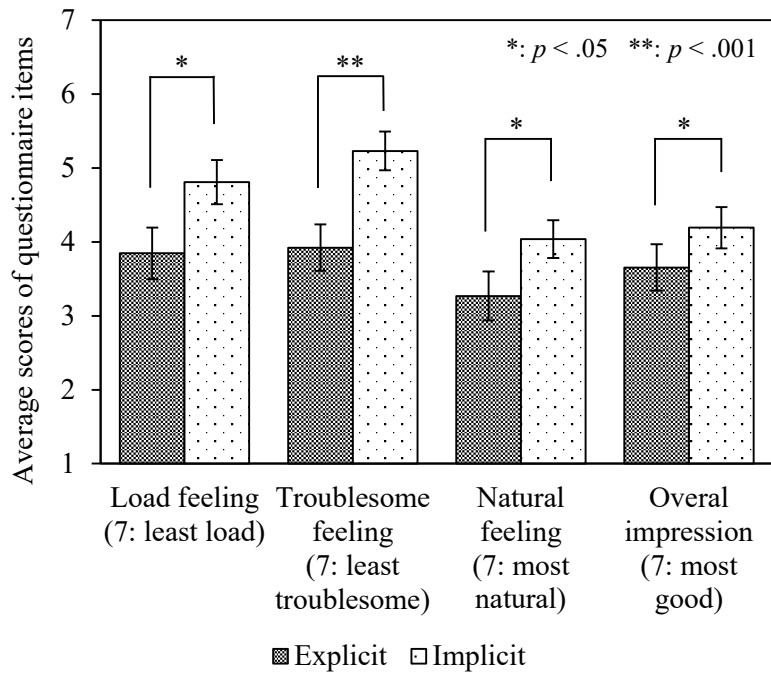 Average scores of questionnaire items
7
6
5
4
3
2
1
*: p < .05 **: p < .001
*
**
*
*
Load feeling
(7: least load)
Troublesome
feeling
(7: least
troublesome)
Natural
feeling
(7: most
natural)
Overal
impression
(7: most
good)
Explicit
Implicit